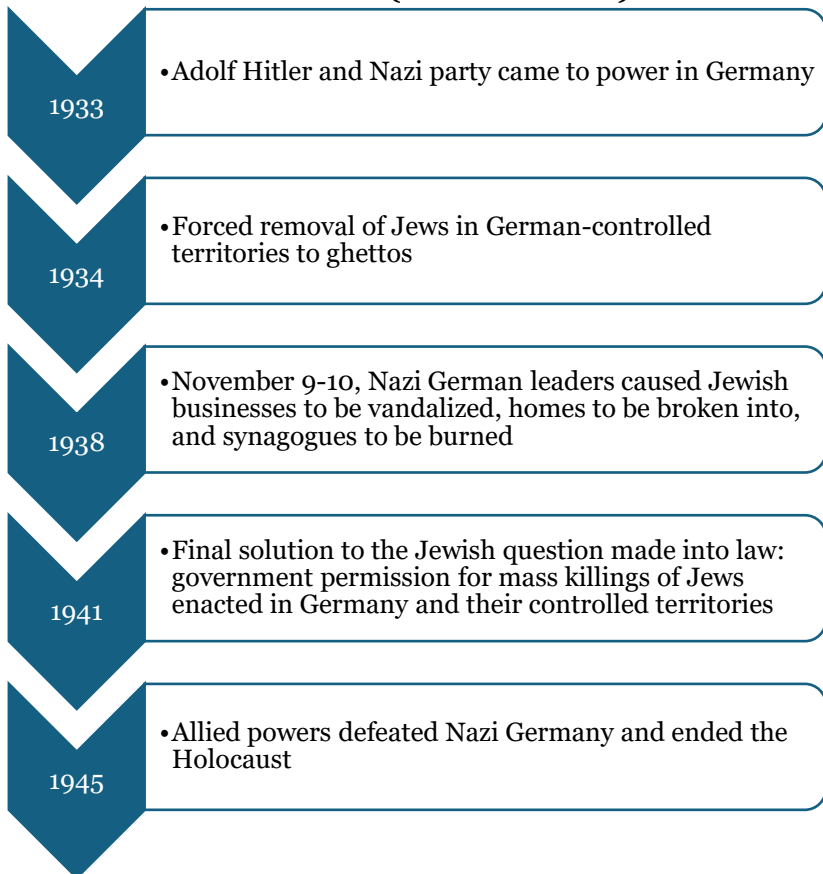 1933
•Adolf Hitler and Nazi party came to power in Germany
1934
•Forced removal of Jews in German-controlled
territories to ghettos
1938
•November 9-10, Nazi German leaders caused Jewish
businesses to be vandalized, homes to be broken into,
and synagogues to be burned
1941
•Final solution to the Jewish question made into law:
government permission for mass killings of Jews
enacted in Germany and their controlled territories
1945
•Allied powers defeated Nazi Germany and ended the
Holocaust